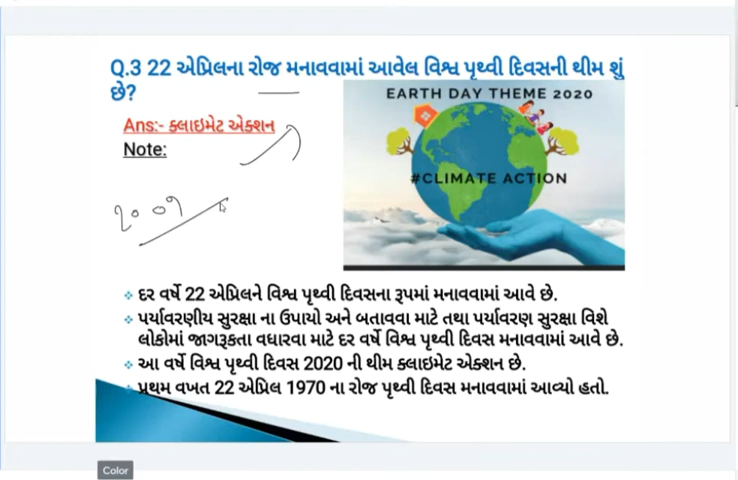 Q.3 22 એપ્રિલના રોજ મનાવવામાં આવેલ વિશ્વ પૃથ્વી દિવસની થીમ શું
છે?
Ans:- ક્લાઇમેટ એક્શન
Note:
EARTH DAY THEME 2020
#CLIMATE ACTION
૨૦૦૧
દર વર્ષે 22 એપ્રિલને વિશ્વ પૃથ્વી દિવસના રૂપમાં મનાવવામાં આવે છે.
પર્યાવરણીય સુરક્ષા ના ઉપાયો અને બતાવવા માટે તથા પર્યાવરણ સુરક્ષા વિશે
લોકોમાં જાગરૂકતા વધારવા માટે દર વર્ષે વિશ્વ પૃથ્વી દિવસ મનાવવામાં આવે છે.
આ વર્ષે વિશ્વ પૃથ્વી દિવસ 2020 ની થીમ ક્લાઇમેટ એક્શન છે.
પ્રથમ વખત 22 એપ્રિલ 1970 ના રોજ પૃથ્વી દિવસ મનાવવામાં આવ્યો હતો.
Color